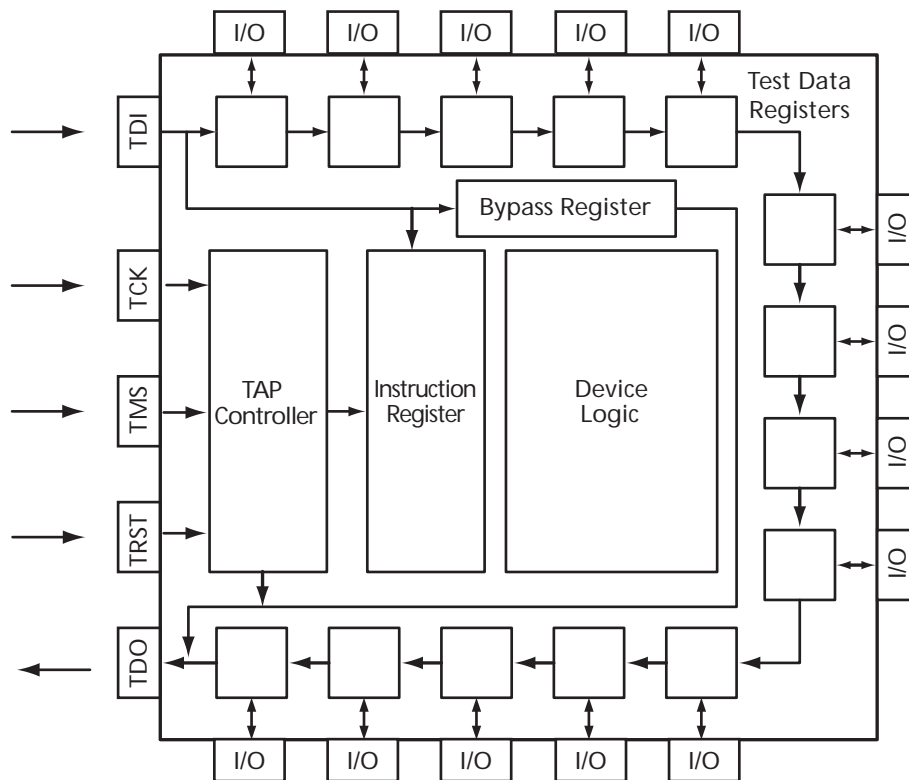 I/O
I/O
I/O
I/O
I/O
Test Data
Registers
TDI
Bypass Register
I/O
TCK
I/O
TAP
Controller
Instruction
Register
Device
Logic
TMS
I/O
TRST
I/O
TDO
I/O
I/O
I/O
I/O
I/O